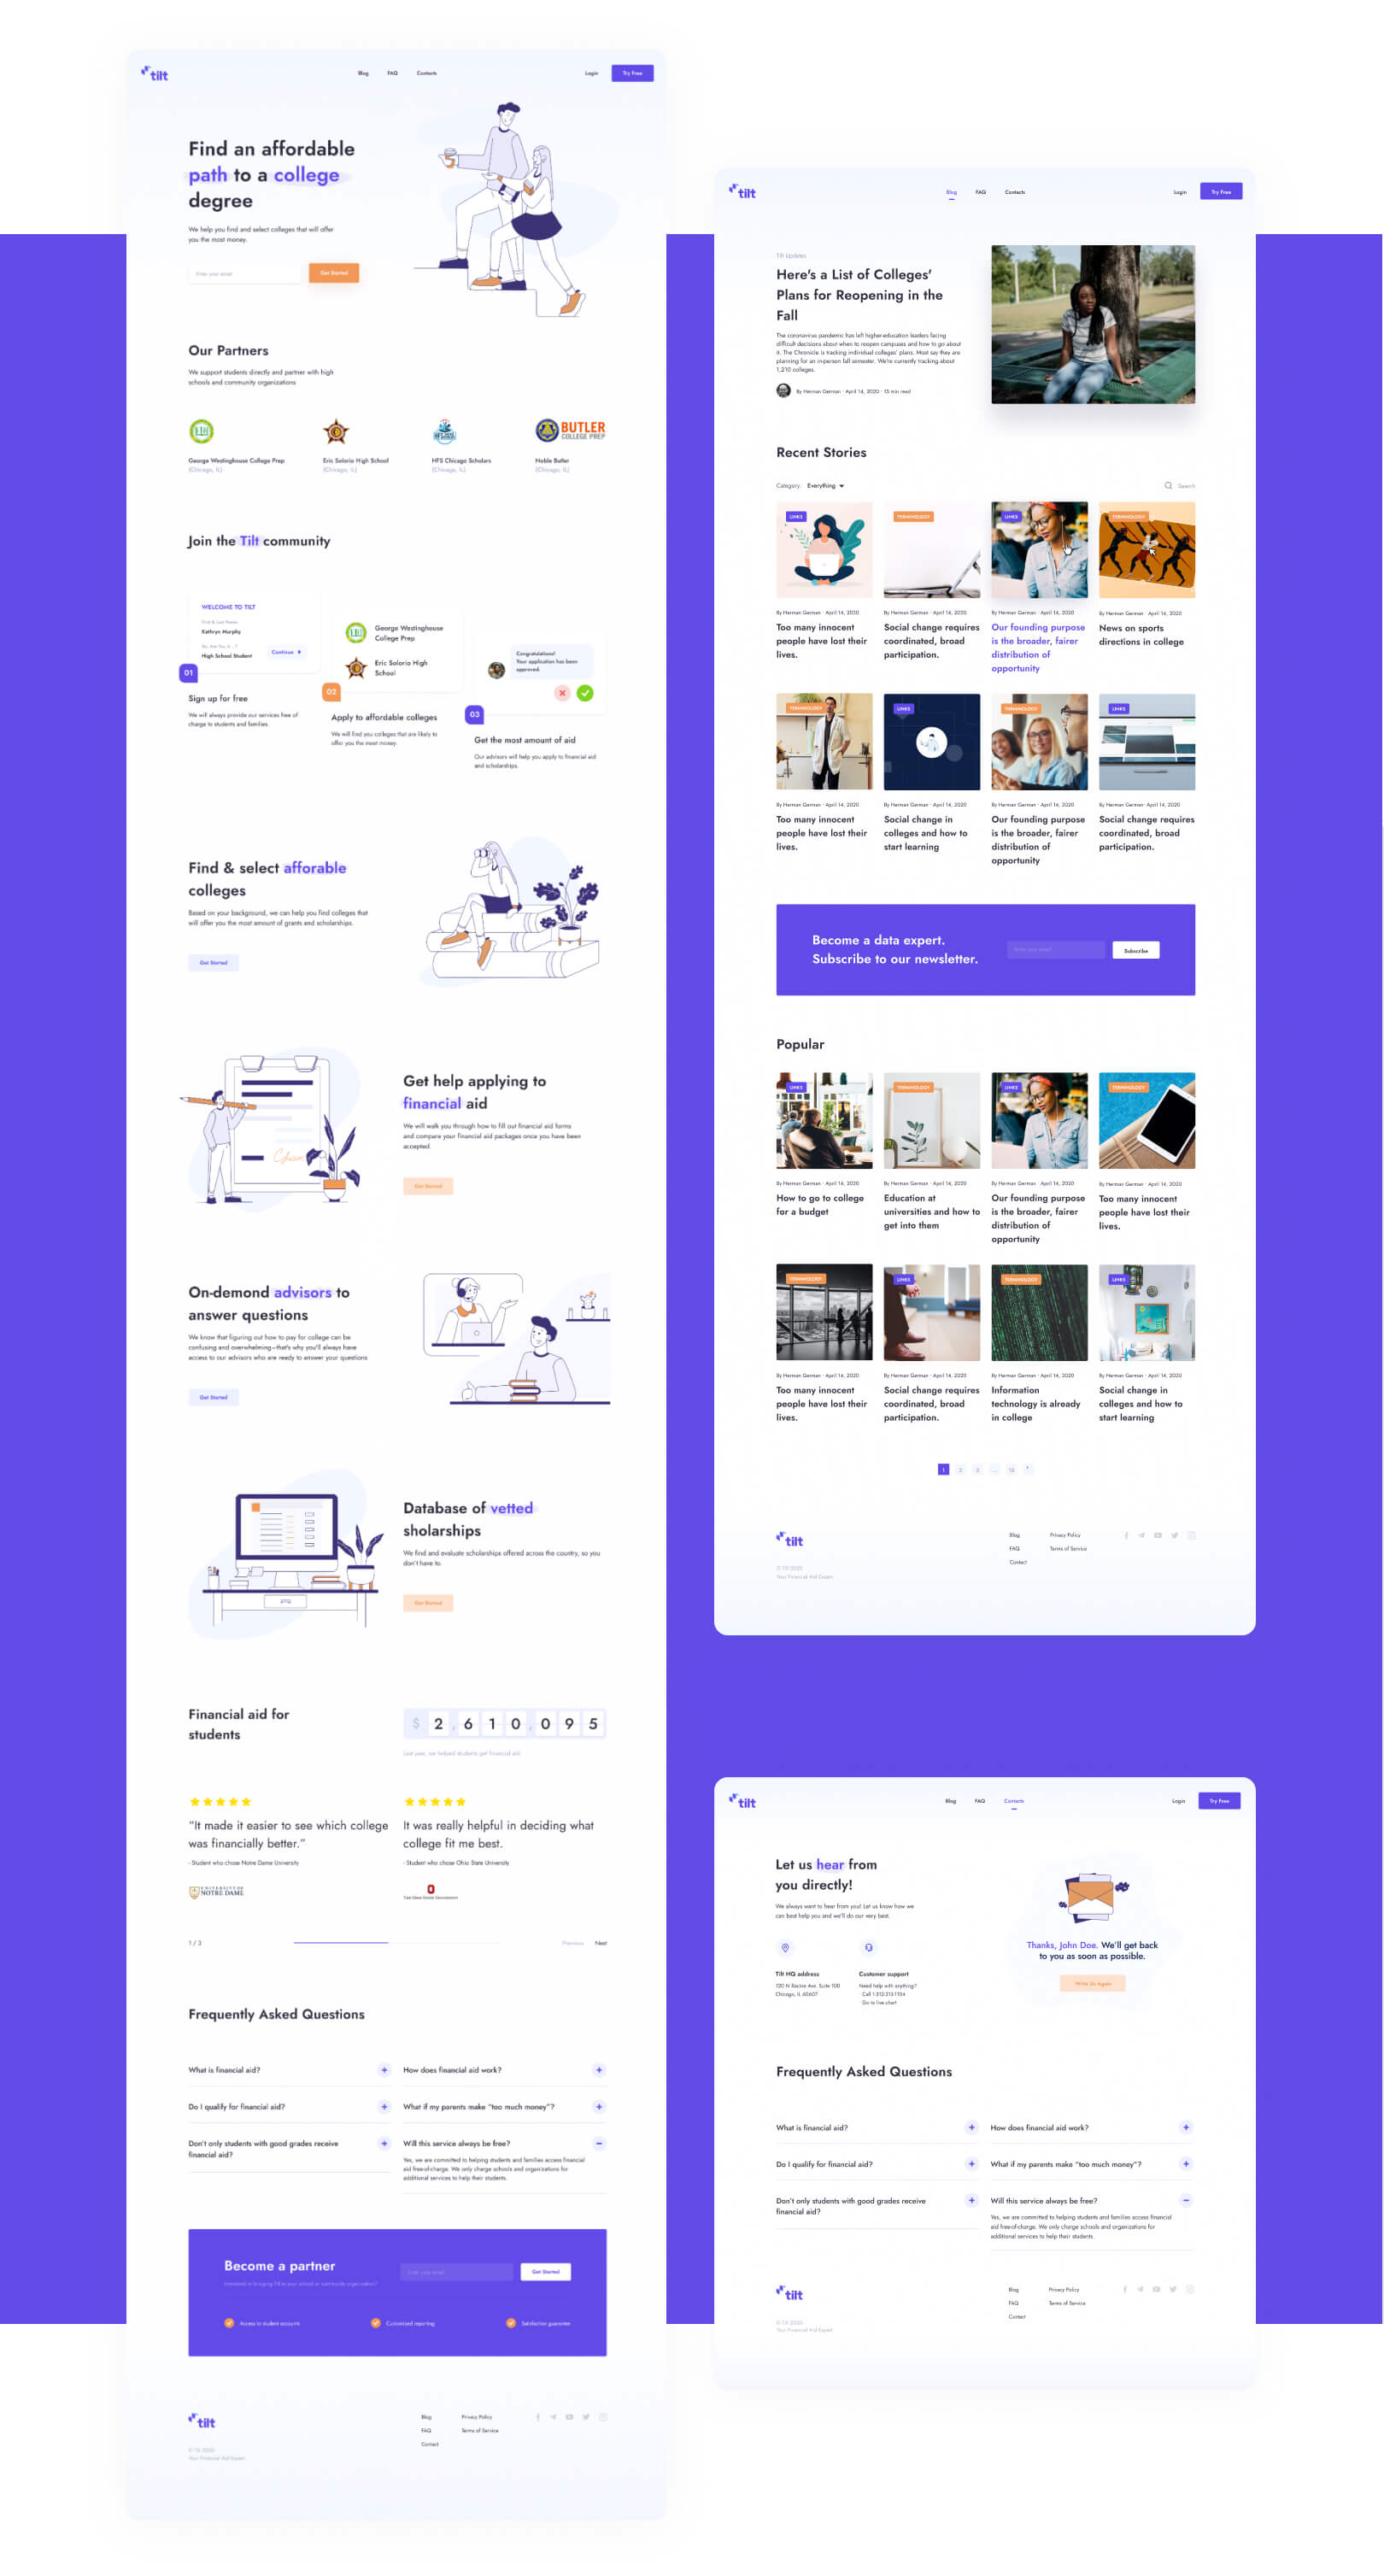 tilt
Blog FAQ Contacts
Login
Try Free
Find an affordable
path to a college
degree
We help you find and select colleges that will offer
you the most money.
Enter your email
Get Started
Our Partners
We support students directly and partner with high
schools and community organizations
BUTLER
COLLEGE PREP
George Westinghouse College Prep
(Chicago, IL)
Eric Solorio High School
(Chicago, IL)
HFS Chicago Scholars
(Chicago, IL)
Noble Butler
(Chicago, IL)
Join the Tilt community
WELCOME TO TILT
First & Last Name
Kathryn Murphy
High School Student
Continue
01
Sign up for free
We will always provide our services free of
charge to students and families.
George Westinghouse
College Prep
Eric Solorio High
School
02
Apply to affordable colleges
We will find you colleges that are likely to
offer you the most money.
Congratulations!
Your application has been
approved.
03
Get the most amount of aid
Our advisors will help you apply to financial aid
and scholarships.
Find & select afforable
colleges
Based on your background, we can help you find colleges that
will offer you the most amount of grants and scholarships.
Get Started
Get help applying to
financial aid
We will walk you through how to fill out financial aid forms
and compare your financial aid packages once you have been
accepted.
Get Started
On-demond advisors to
answer questions
We know that figuring out how to pay for college can be
confusing and overwhelming—that's why you'll always have
access to our advisors who are ready to answer your questions
Get Started
Database of vetted
sholarships
We find and evaluate scholarships offered across the country, so you
don't have to.
Get Started
Financial aid for
students
$ 2,610,095
Last year, we helped students get financial aid
“It made it easier to see which college
was financially better.”
- Student who chose Notre Dame University
UNIVERSITY OF
NOTRE DAME
It was really helpful in deciding what
college fit me best.
- Student who chose Ohio State University
The Ohio State University
1 / 3
Previous Next
Frequently Asked Questions
What is financial aid?
How does financial aid work?
Do I qualify for financial aid?
What if my parents make “too much money”?
Don't only students with good grades receive
financial aid?
Will this service always be free?
Yes, we are committed to helping students and families access financial
aid free-of-charge. We only charge schools and organizations for
additional services to help their students.
Become a partner
Interested in bringing Tilt to your school or community organization?
Enter your email
Get Started
Access to student accounts
Customized reporting
Satisfaction guarantee
tilt
© Tilt 2020
Your Financial Aid Expert
Blog
FAQ
Contact
Privacy Policy
Terms of Service
tilt
Blog FAQ Contacts
Login
Try Free
Tilt Updates
Here's a List of Colleges'
Plans for Reopening in the
Fall
The coronavirus pandemic has left higher-education leaders facing
difficult decisions about when to reopen campuses and how to go about
it. The Chronicle is tracking individual colleges' plans. Most say they are
planning for an in-person fall semester. We're currently tracking about
1,210 colleges.
By Herman German · April 14, 2020 · 15 min read
Recent Stories
Category: Everything
Search
LINKS
By Herman German · April 14, 2020
Too many innocent
people have lost their
lives.
TERMINOLOGY
By Herman German · April 14, 2020
Social change requires
coordinated, broad
participation.
LINKS
By Herman German · April 14, 2020
Our founding purpose
is the broader, fairer
distribution of
opportunity
TERMINOLOGY
By Herman German · April 14, 2020
News on sports
directions in college
TERMINOLOGY
By Herman German · April 14, 2020
Too many innocent
people have lost their
lives.
LINKS
By Herman German · April 14, 2020
Social change in
colleges and how to
start learning
TERMINOLOGY
By Herman German · April 14, 2020
Our founding purpose
is the broader, fairer
distribution of
opportunity
LINKS
By Herman German · April 14, 2020
Social change requires
coordinated, broad
participation.
Become a data expert.
Subscribe to our newsletter.
Enter your email
Subscribe
Popular
LINKS
By Herman German · April 14, 2020
How to go to college
for a budget
TERMINOLOGY
By Herman German · April 14, 2020
Education at
universities and how to
get into them
LINKS
By Herman German · April 14, 2020
Our founding purpose
is the broader, fairer
distribution of
opportunity
TERMINOLOGY
By Herman German · April 14, 2020
Too many innocent
people have lost their
lives.
TERMINOLOGY
By Herman German · April 14, 2020
Too many innocent
people have lost their
lives.
LINKS
By Herman German · April 14, 2020
Social change requires
coordinated, broad
participation.
TERMINOLOGY
By Herman German · April 14, 2020
Information
technology is already
in college
LINKS
By Herman German · April 14, 2020
Social change in
colleges and how to
start learning
1 2 3 ...
tilt
Tilt 2020
Your Financial Aid Expert
Blog
FAQ
Contact
Privacy Policy
Terms of Service
tilt
Blog FAQ Contacts
Login
Try Free
Let us hear from
you directly!
We always want to hear from you! Let us know how we
can best help you and we'll do our very best.
Tilt HQ address
120 N Racine Ave, Suite 100
Chicago, IL 60607
Customer support
Need help with anything?
Call 1-312-213-1104
Go to live chat
Thanks, John Doe. We'll get back
to you as soon as possible.
Write Us Again
Frequently Asked Questions
What is financial aid?
How does financial aid work?
Do I qualify for financial aid?
What if my parents make “too much money”?
Don't only students with good grades receive
financial aid?
Will this service always be free?
Yes, we are committed to helping students and families access financial
aid free-of-charge. We only charge schools and organizations for
additional services to help their students.
tilt
© Tilt 2020
Your Financial Aid Expert
Blog
FAQ
Contact
Privacy Policy
Terms of Service